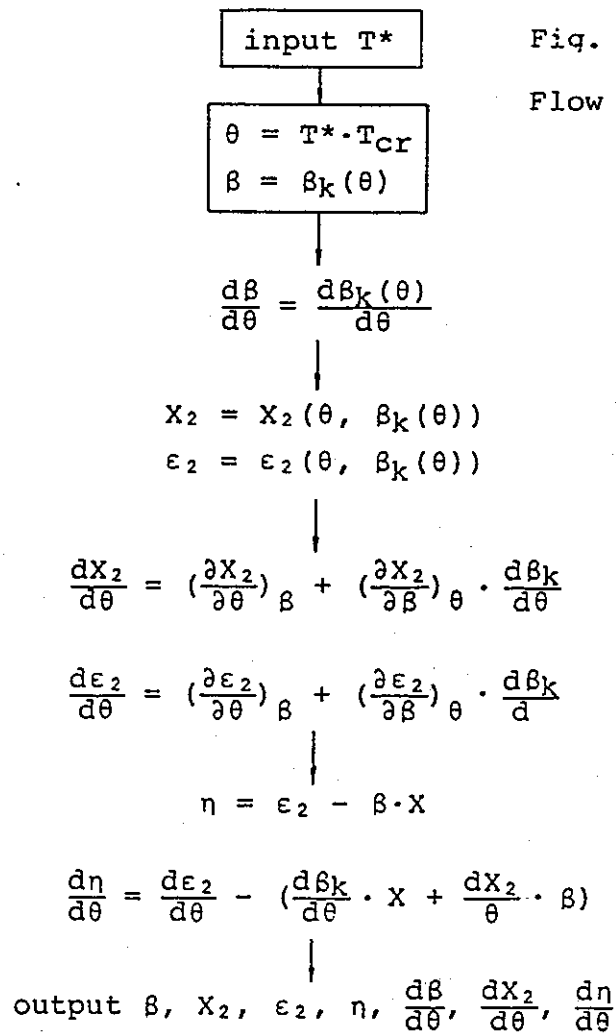 input T*
Fig.
Flow
θ = T*·Tcr
β = βk(θ)
dβ/dθ = dβk(θ)/dθ
X₂ = X₂(θ, βk(θ))
ε₂ = ε₂(θ, βk(θ))
dX₂/dθ = (∂X₂/∂θ)β + (∂X₂/∂β)θ · dβk/dθ
dε₂/dθ = (∂ε₂/∂θ)β + (∂ε₂/∂β)θ · dβk/d
η = ε₂ - β·X
dη/dθ = dε₂/dθ - (dβk/dθ · X + dX₂/θ · β)
output β, X₂, ε₂, η, dβ/dθ, dX₂/dθ, dη/dθ